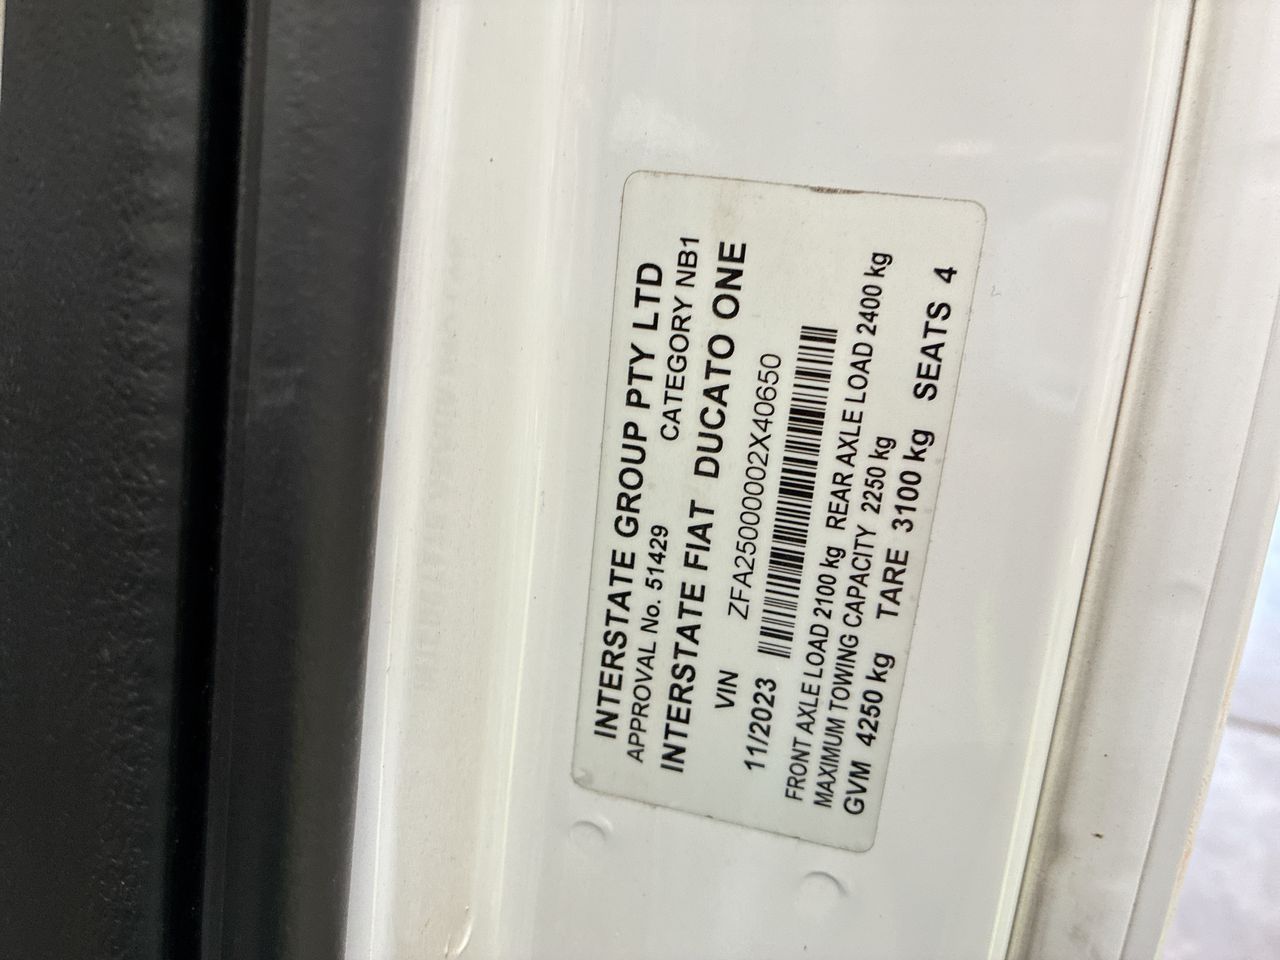 INTERSTATE GROUP PTY LTD
APPROVAL No. 51429 CATEGORY NB1
INTERSTATE FIAT DUCATO ONE
VIN ZFA25000002X40650
11/2023
FRONT AXLE LOAD 2100 kg REAR AXLE LOAD 2400 kg
MAXIMUM TOWING CAPACITY 2250 kg
GVM 4250 kg TARE 3100 kg SEATS 4